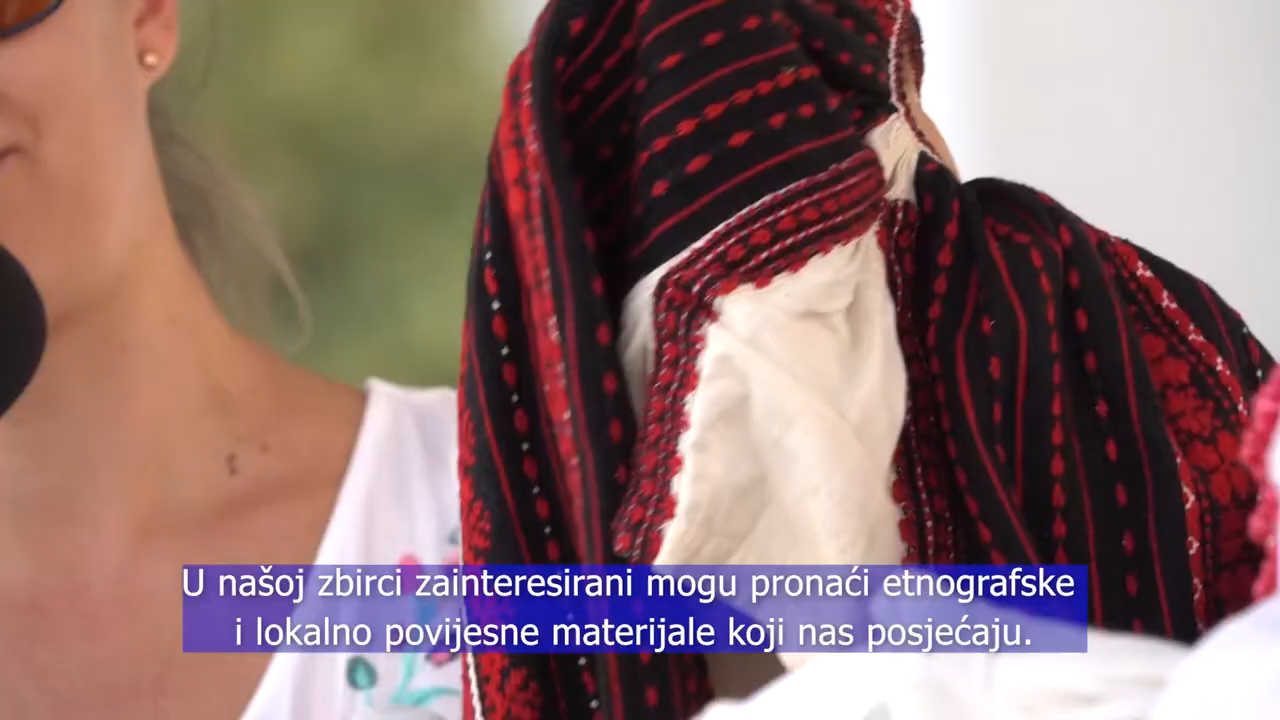 U našoj zbirci zainteresirani mogu pronaći etnografske
i lokalno povijesne materijale koji nas posjećaju.